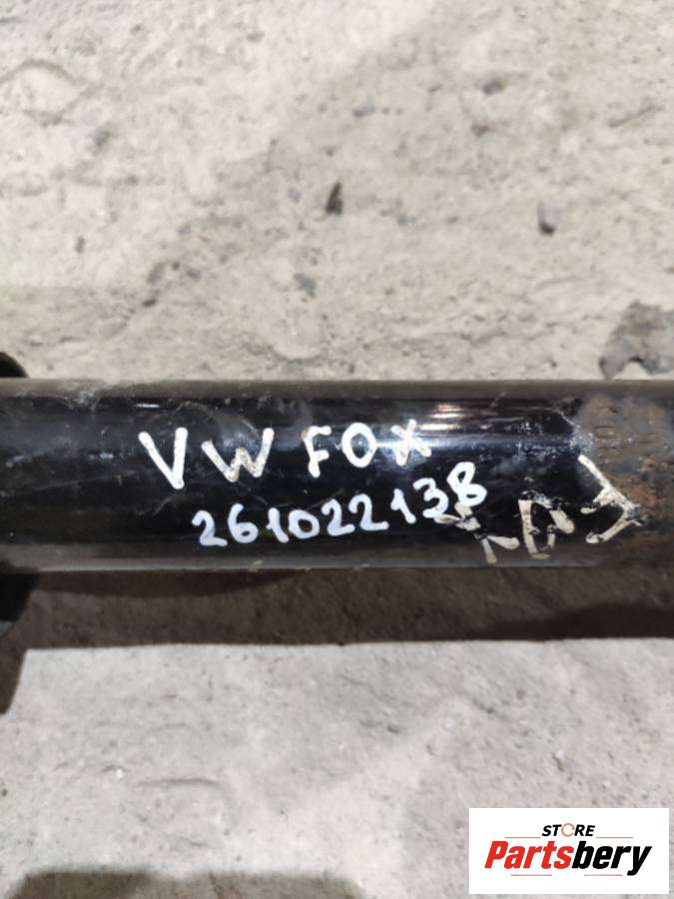 VW FOX
26102213B
STORE
Partsbery